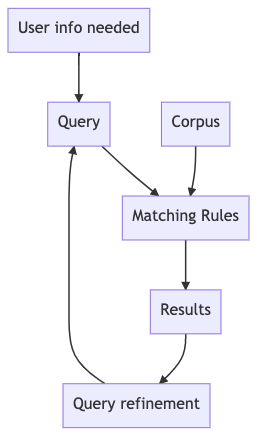 User info needed
Query
Corpus
Matching Rules
Results
Query refinement